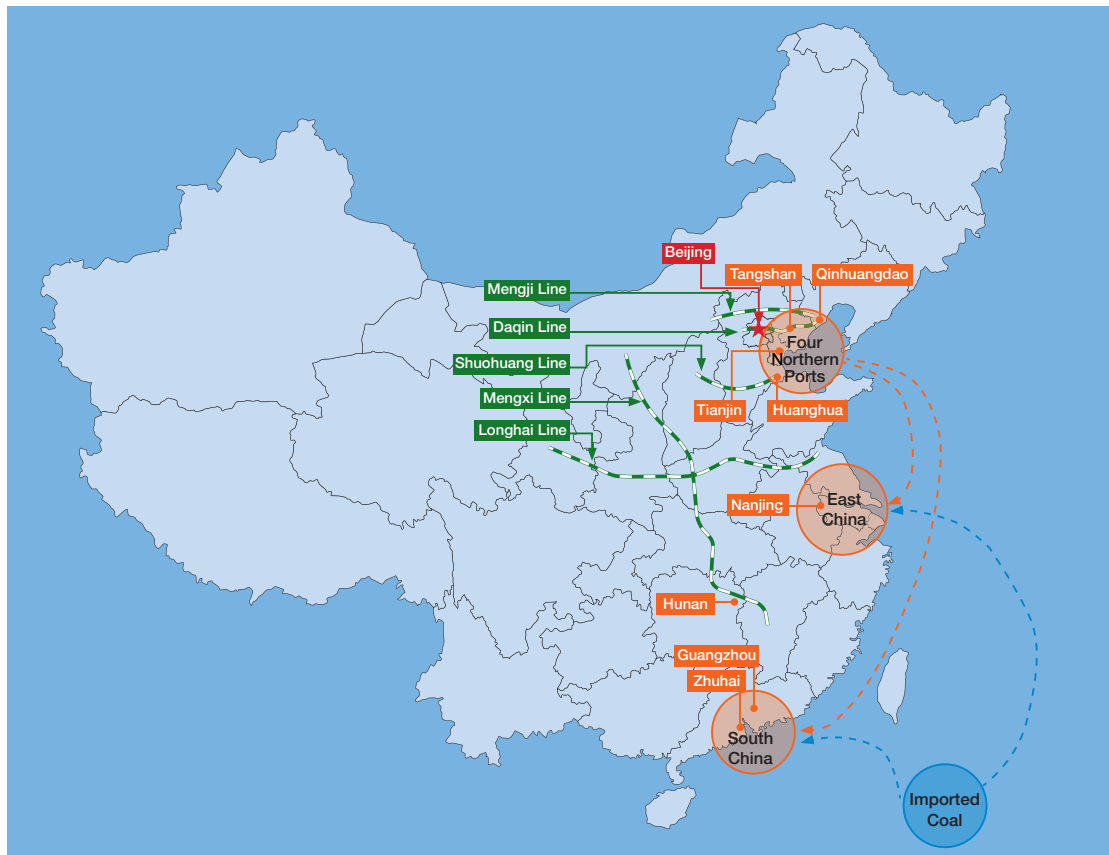 Beijing
Tangshan
Qinhuangdao
Mengji Line
Daqin Line
Four
Northern
Ports
Shuohuang Line
Mengxi Line
Tianjin
Huanghua
Longhai Line
Nanjing
East
China
Hunan
Guangzhou
Zhuhai
South
China
Imported
Coal